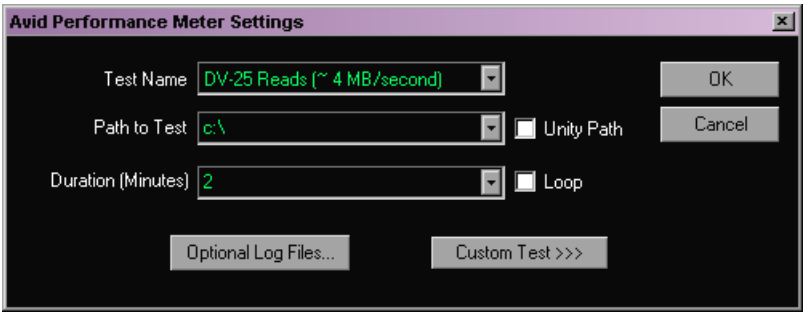 Avid Performance Meter Settings
Test Name DV-25 Reads (~ 4 MB/second) OK
Path to Test c:\ Unity Path Cancel
Duration (Minutes) 2 Loop
Optional Log Files... Custom Test >>>